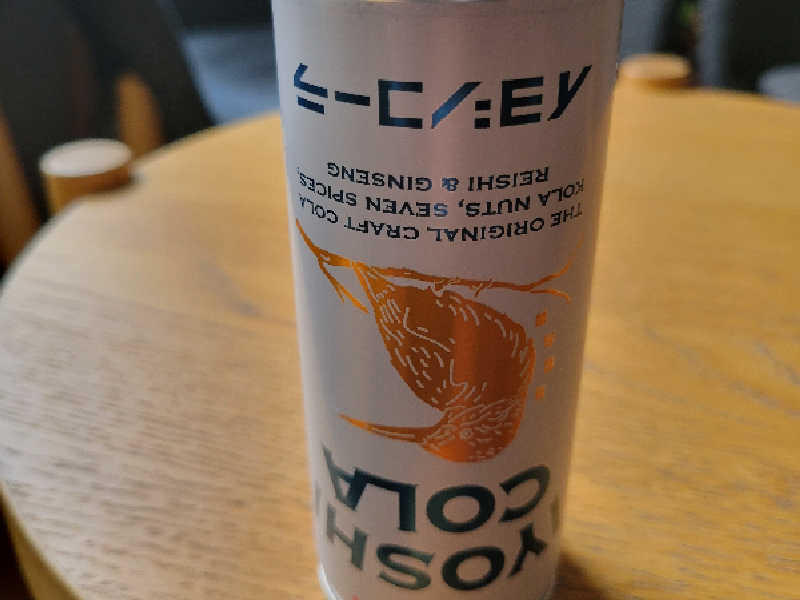 IYOSHI
COLA
THE ORIGINAL CRAFT COLA
KOLA NUTS, SEVEN SPICES,
REISHI & GINSENG
イヨシコーラ